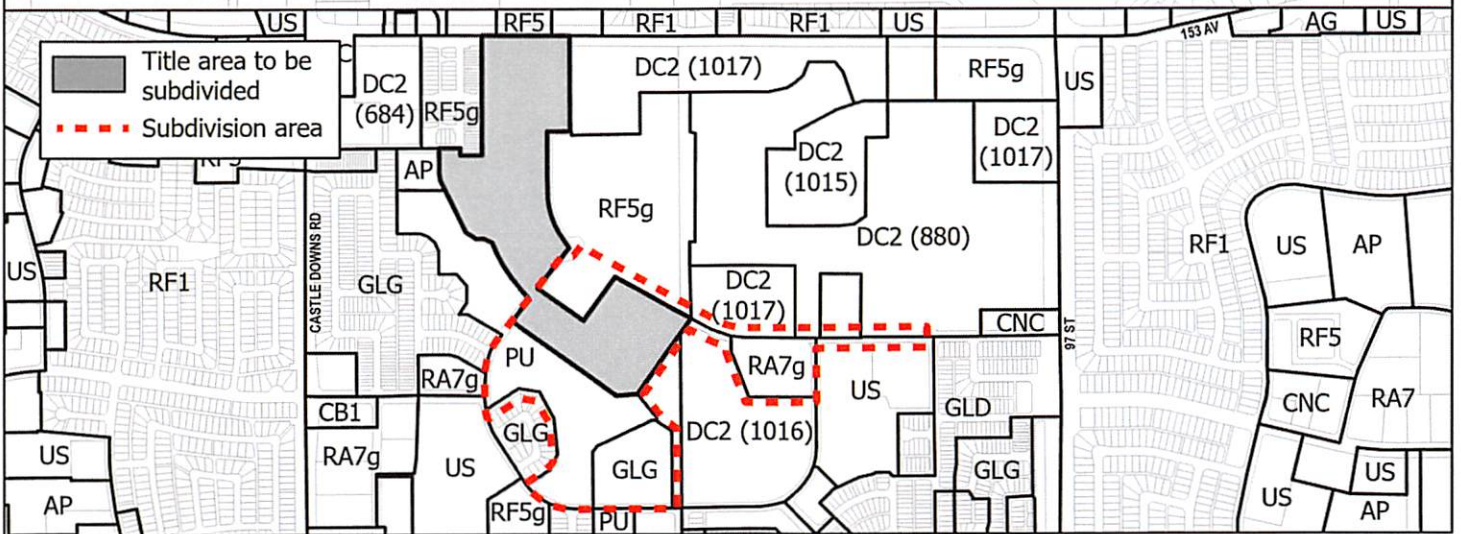 US
RF5
RF1
RF1
US
153 AV
AG
US
Title area to be
subdivided
Subdivision area
C
DC2
(684)
RF5g
DC2 (1017)
RF5g
US
AP
DC2
(1015)
DC2
(1017)
RF5g
DC2 (880)
US
RF1
CASTLE DOWNS RD
GLG
RF1
US
AP
DC2
(1017)
CNC
97 ST
RF5
PU
RA7g
RA7g
US
CNC
RA7
CB1
GLG
DC2 (1016)
GLD
US
RA7g
US
GLG
GLG
US
US
AP
RF5g
PU
AP